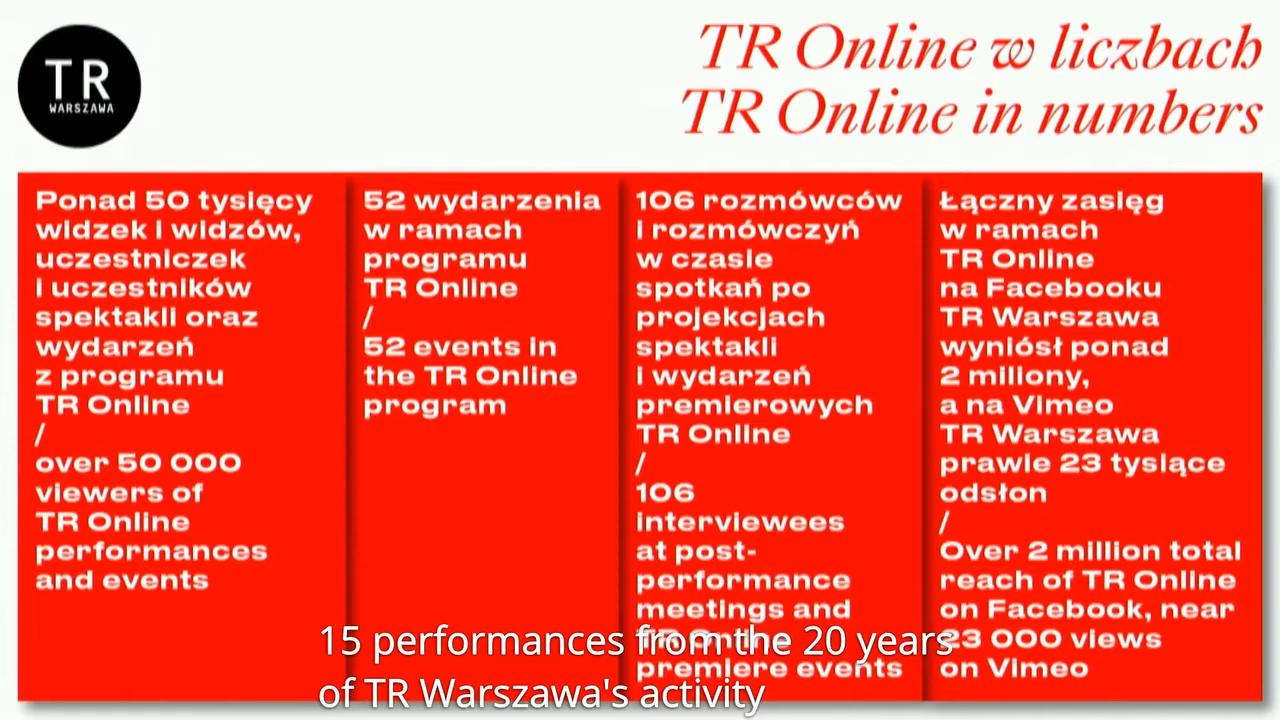 TR
WARSZAWA
TR Online w liczbach
TR Online in numbers
Ponad 50 tysięcy
widzek i widzów,
uczestniczek
i uczestników
spektakli oraz
wydarzeń
z programu
TR Online
/
over 50 000
viewers of
TR Online
performances
and events
52 wydarzenia
w ramach
programu
TR Online
/
52 events in
the TR Online
program
106 rozmówców
i rozmówczyń
w czasie
spotkań po
projekcjach
spektakli
i wydarzeń
premierowych
TR Online
/
106
interviewees
at post-
performance
meetings and
TR Online
premiere events
Łączny zasięg
w ramach
TR Online
na Facebooku
TR Warszawa
wyniósł ponad
2 miliony,
a na Vimeo
TR Warszawa
prawie 23 tysiące
odsłon
/
Over 2 million total
reach of TR Online
on Facebook, near
23 000 views
on Vimeo
15 performances from the 20 years
of TR Warszawa's activity